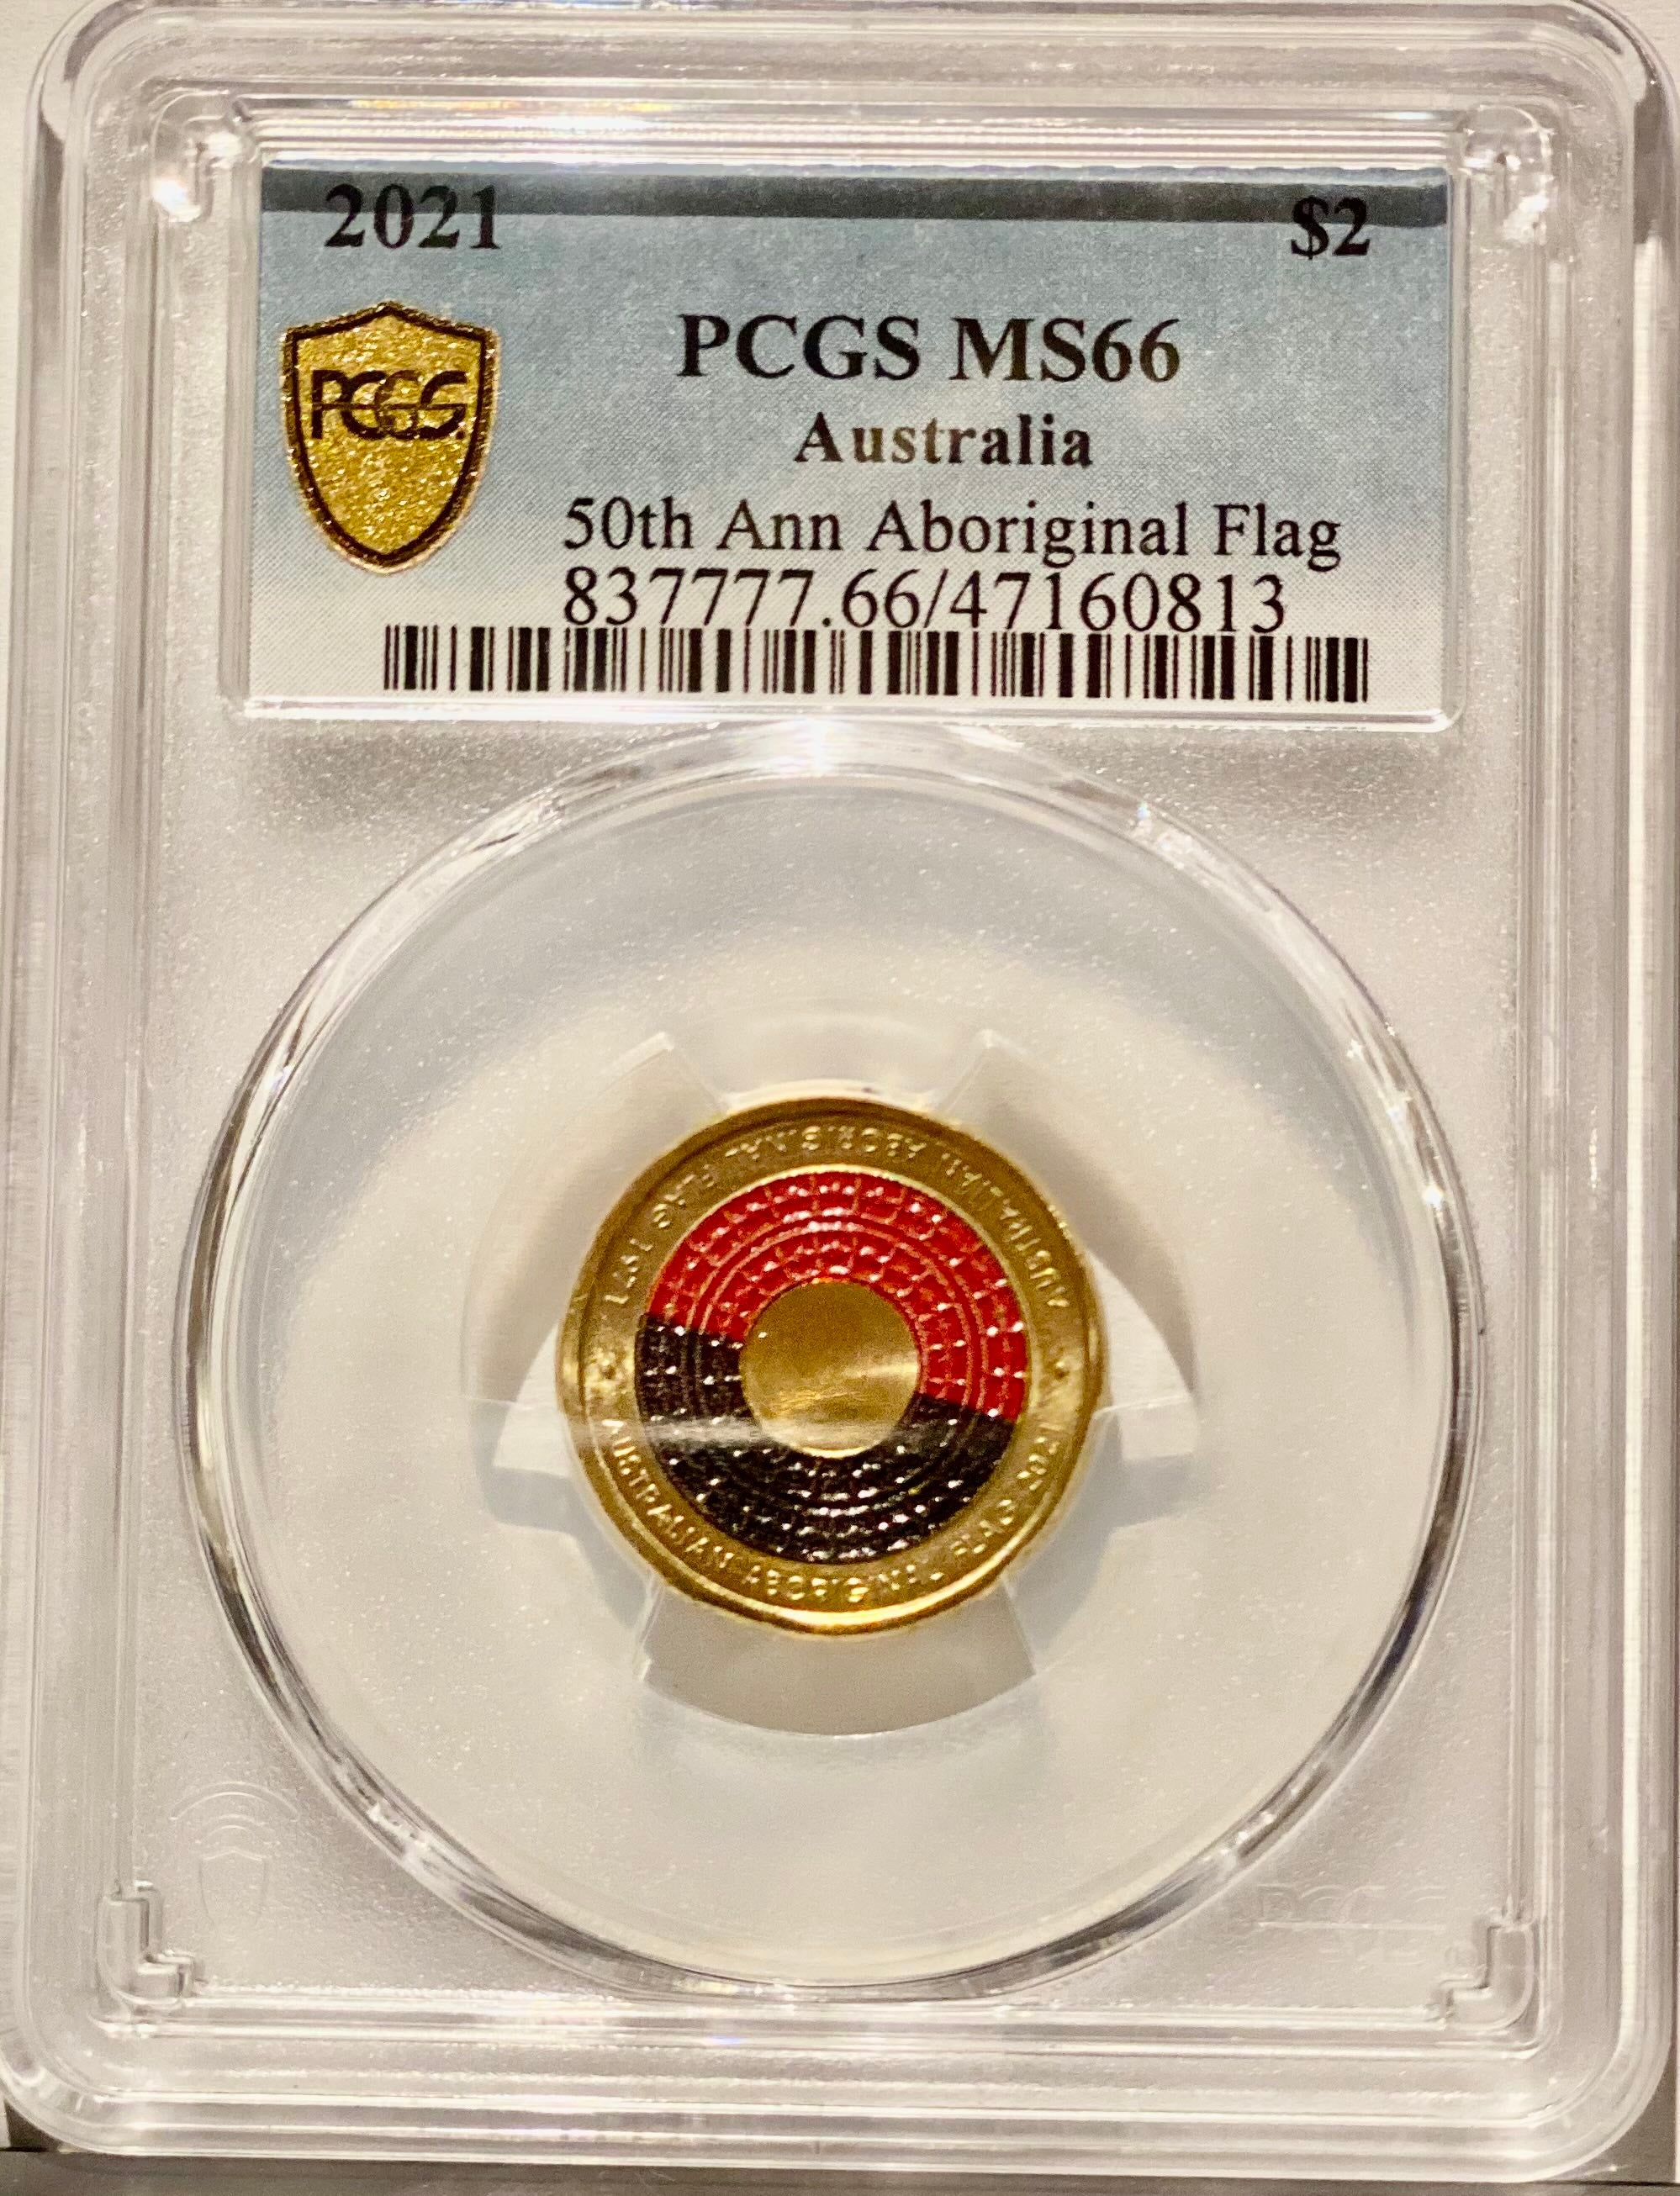 2021 $2
PCGS MS66
PCGS
Australia
50th Ann Aboriginal Flag
837777.66/47160813
AUSTRALIAN ABORIGINAL FLAG 1971
AUSTRALIAN ABORIGINAL FLAG 2021